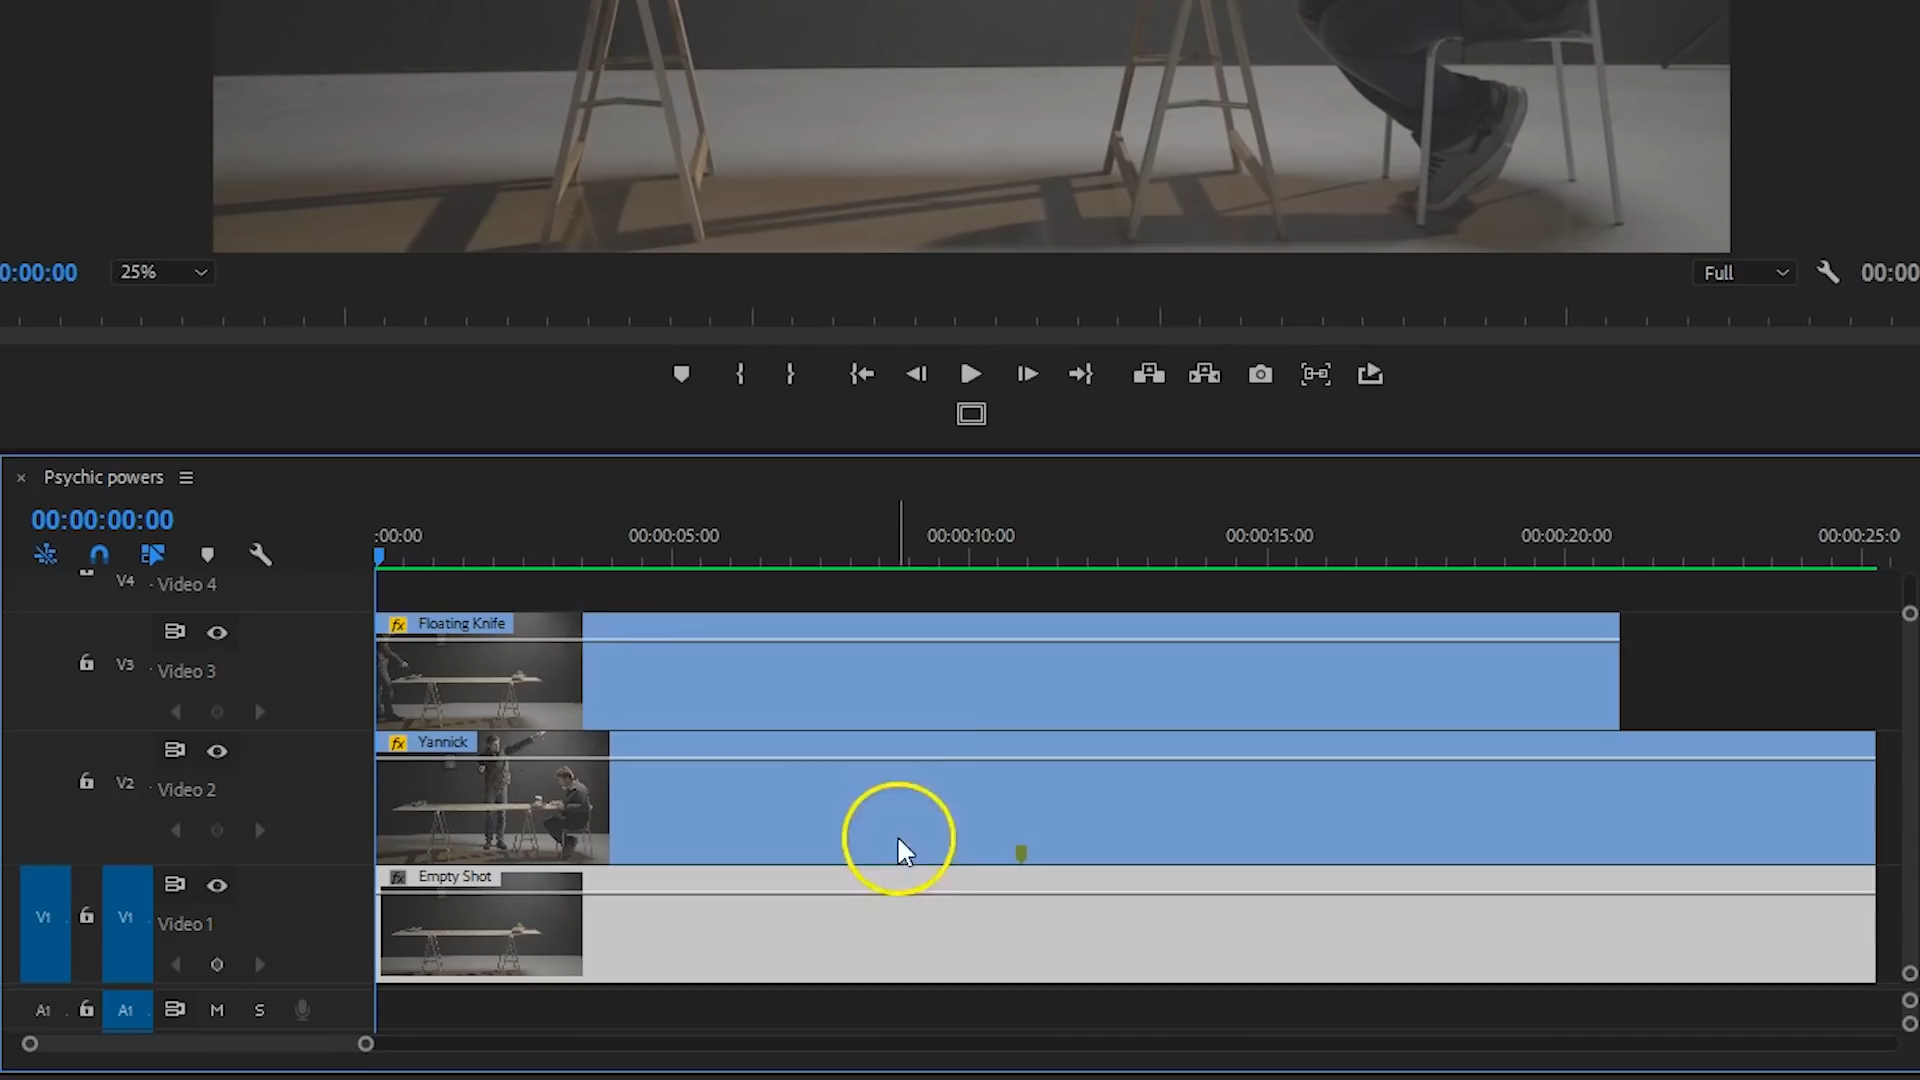 0:00:00 25% Full 00:00
Psychic powers
00:00:00:00
:00:00 00:00:05:00 00:00:10:00 00:00:15:00 00:00:20:00 00:00:25:0
V4 Video 4
fx Floating Knife
V3 Video 3
fx Yannick
V2 Video 2
fx Empty Shot
V1 V1 Video 1
A1 A1 M S